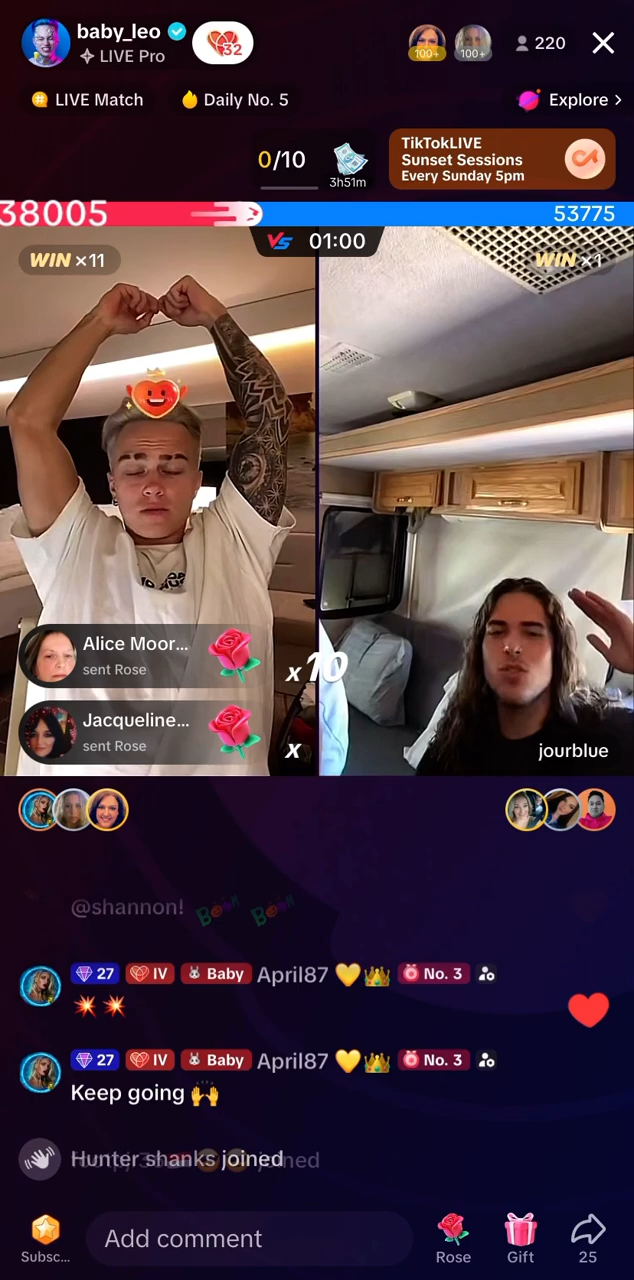 baby_leo
LIVE Pro
32
100+
100+
220
LIVE Match
Daily No. 5
Explore >
0/10
3h51m
TikTokLIVE
Sunset Sessions
Every Sunday 5pm
38005
53775
VS 01:00
WIN x11
WIN x1
Alice Moor...
sent Rose
x10
Jacqueline...
sent Rose
x
jourblue
@shannon!
27 IV Baby April87 No. 3
27 IV Baby April87 No. 3
Keep going
Hunter shanks joined
joined
Subsc...
Add comment
Rose
Gift
25